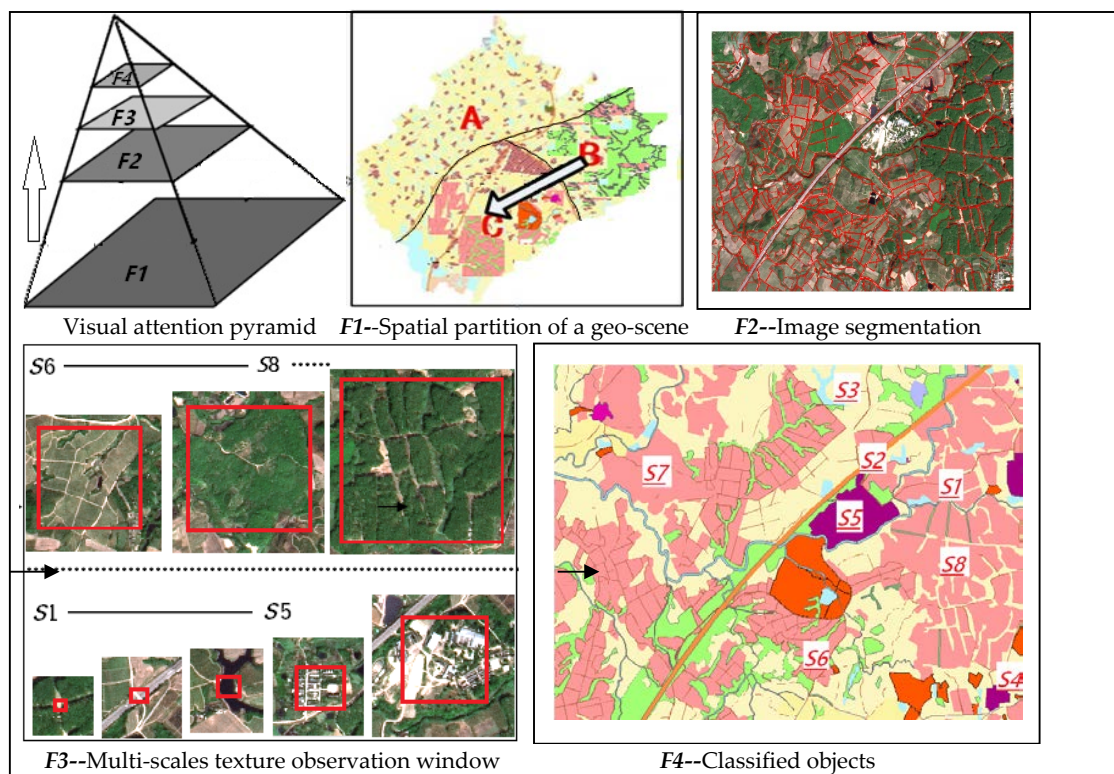 F4
F3
F2
F1
A
B
C
D
Visual attention pyramid
F1--Spatial partition of a geo-scene
F2--Image segmentation
S6
S8
S1
S5
S3
S2
S7
S1
S5
S8
S6
S4
F3--Multi-scales texture observation window
F4--Classified objects